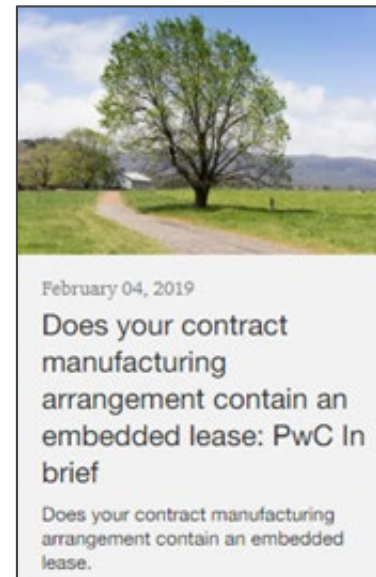 February 04, 2019
Does your contract
manufacturing
arrangement contain an
embedded lease: PwC In
brief
Does your contract manufacturing
arrangement contain an embedded
lease.